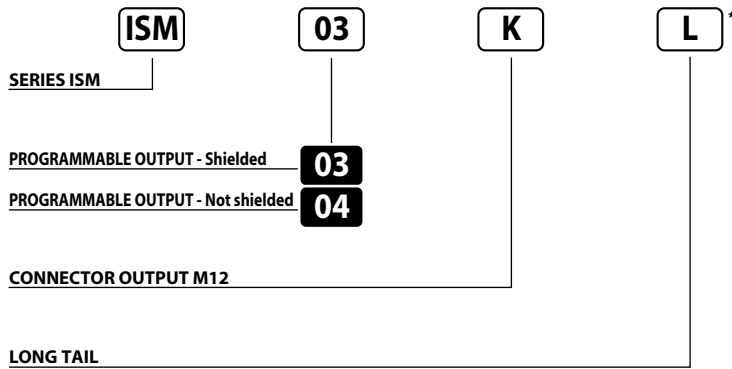 ISM 03 K L *
SERIES ISM
PROGRAMMABLE OUTPUT - Shielded 03
PROGRAMMABLE OUTPUT - Not shielded 04
CONNECTOR OUTPUT M12
LONG TAIL